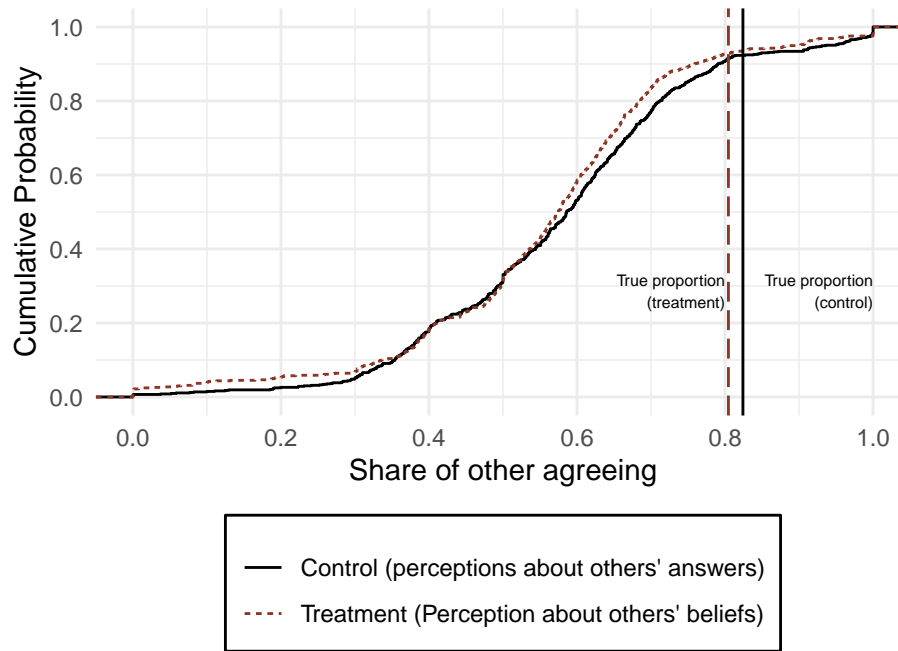 1.0
0.8
0.6
0.4
0.2
0.0
Cumulative Probability
True proportion
(treatment)
True proportion
(control)
0.0 0.2 0.4 0.6 0.8 1.0
Share of other agreeing
Control (perceptions about others' answers)
Treatment (Perception about others' beliefs)